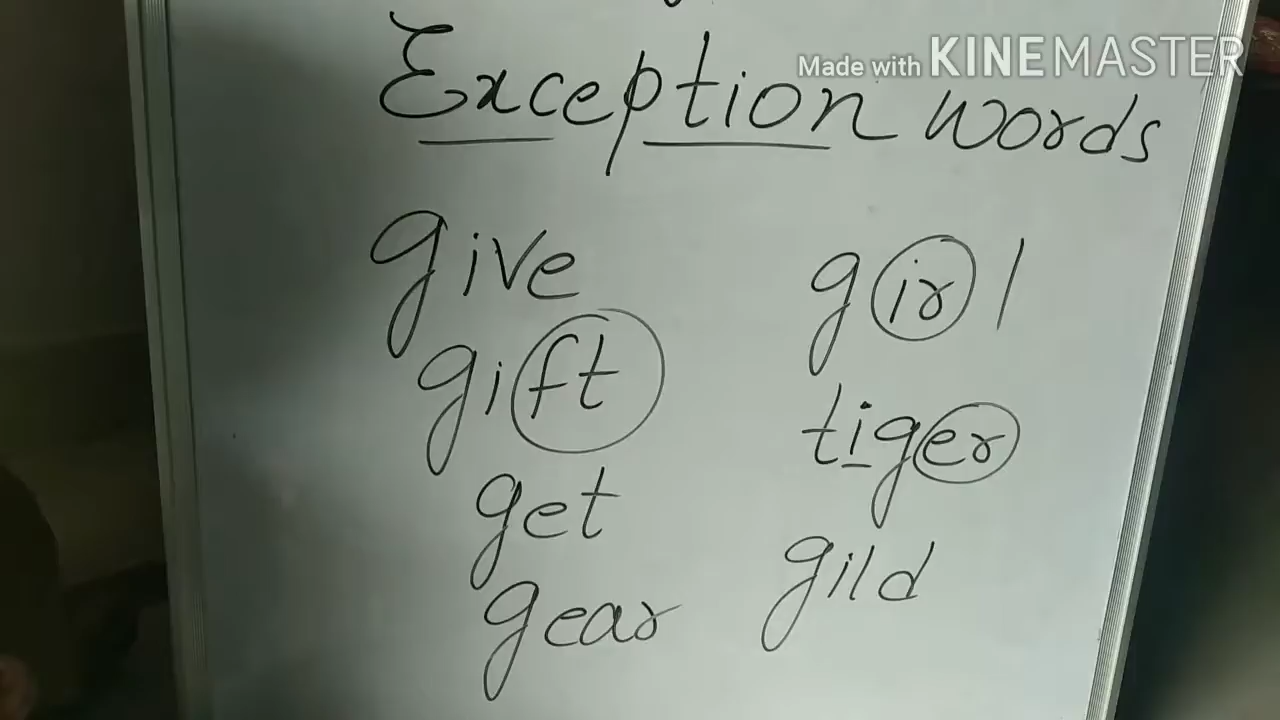 Made with KINEMASTER
Exception Words
give
gift
get
gear
girl
tiger
gild